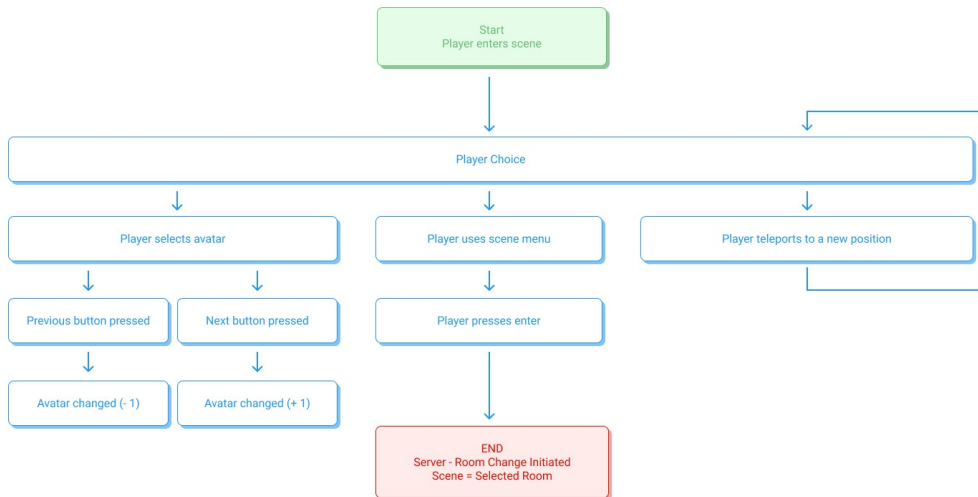 Start
Player enters scene
Player Choice
Player selects avatar
Player uses scene menu
Player teleports to a new position
Previous button pressed
Next button pressed
Player presses enter
Avatar changed (- 1)
Avatar changed (+ 1)
END
Server - Room Change Initiated
Scene = Selected Room